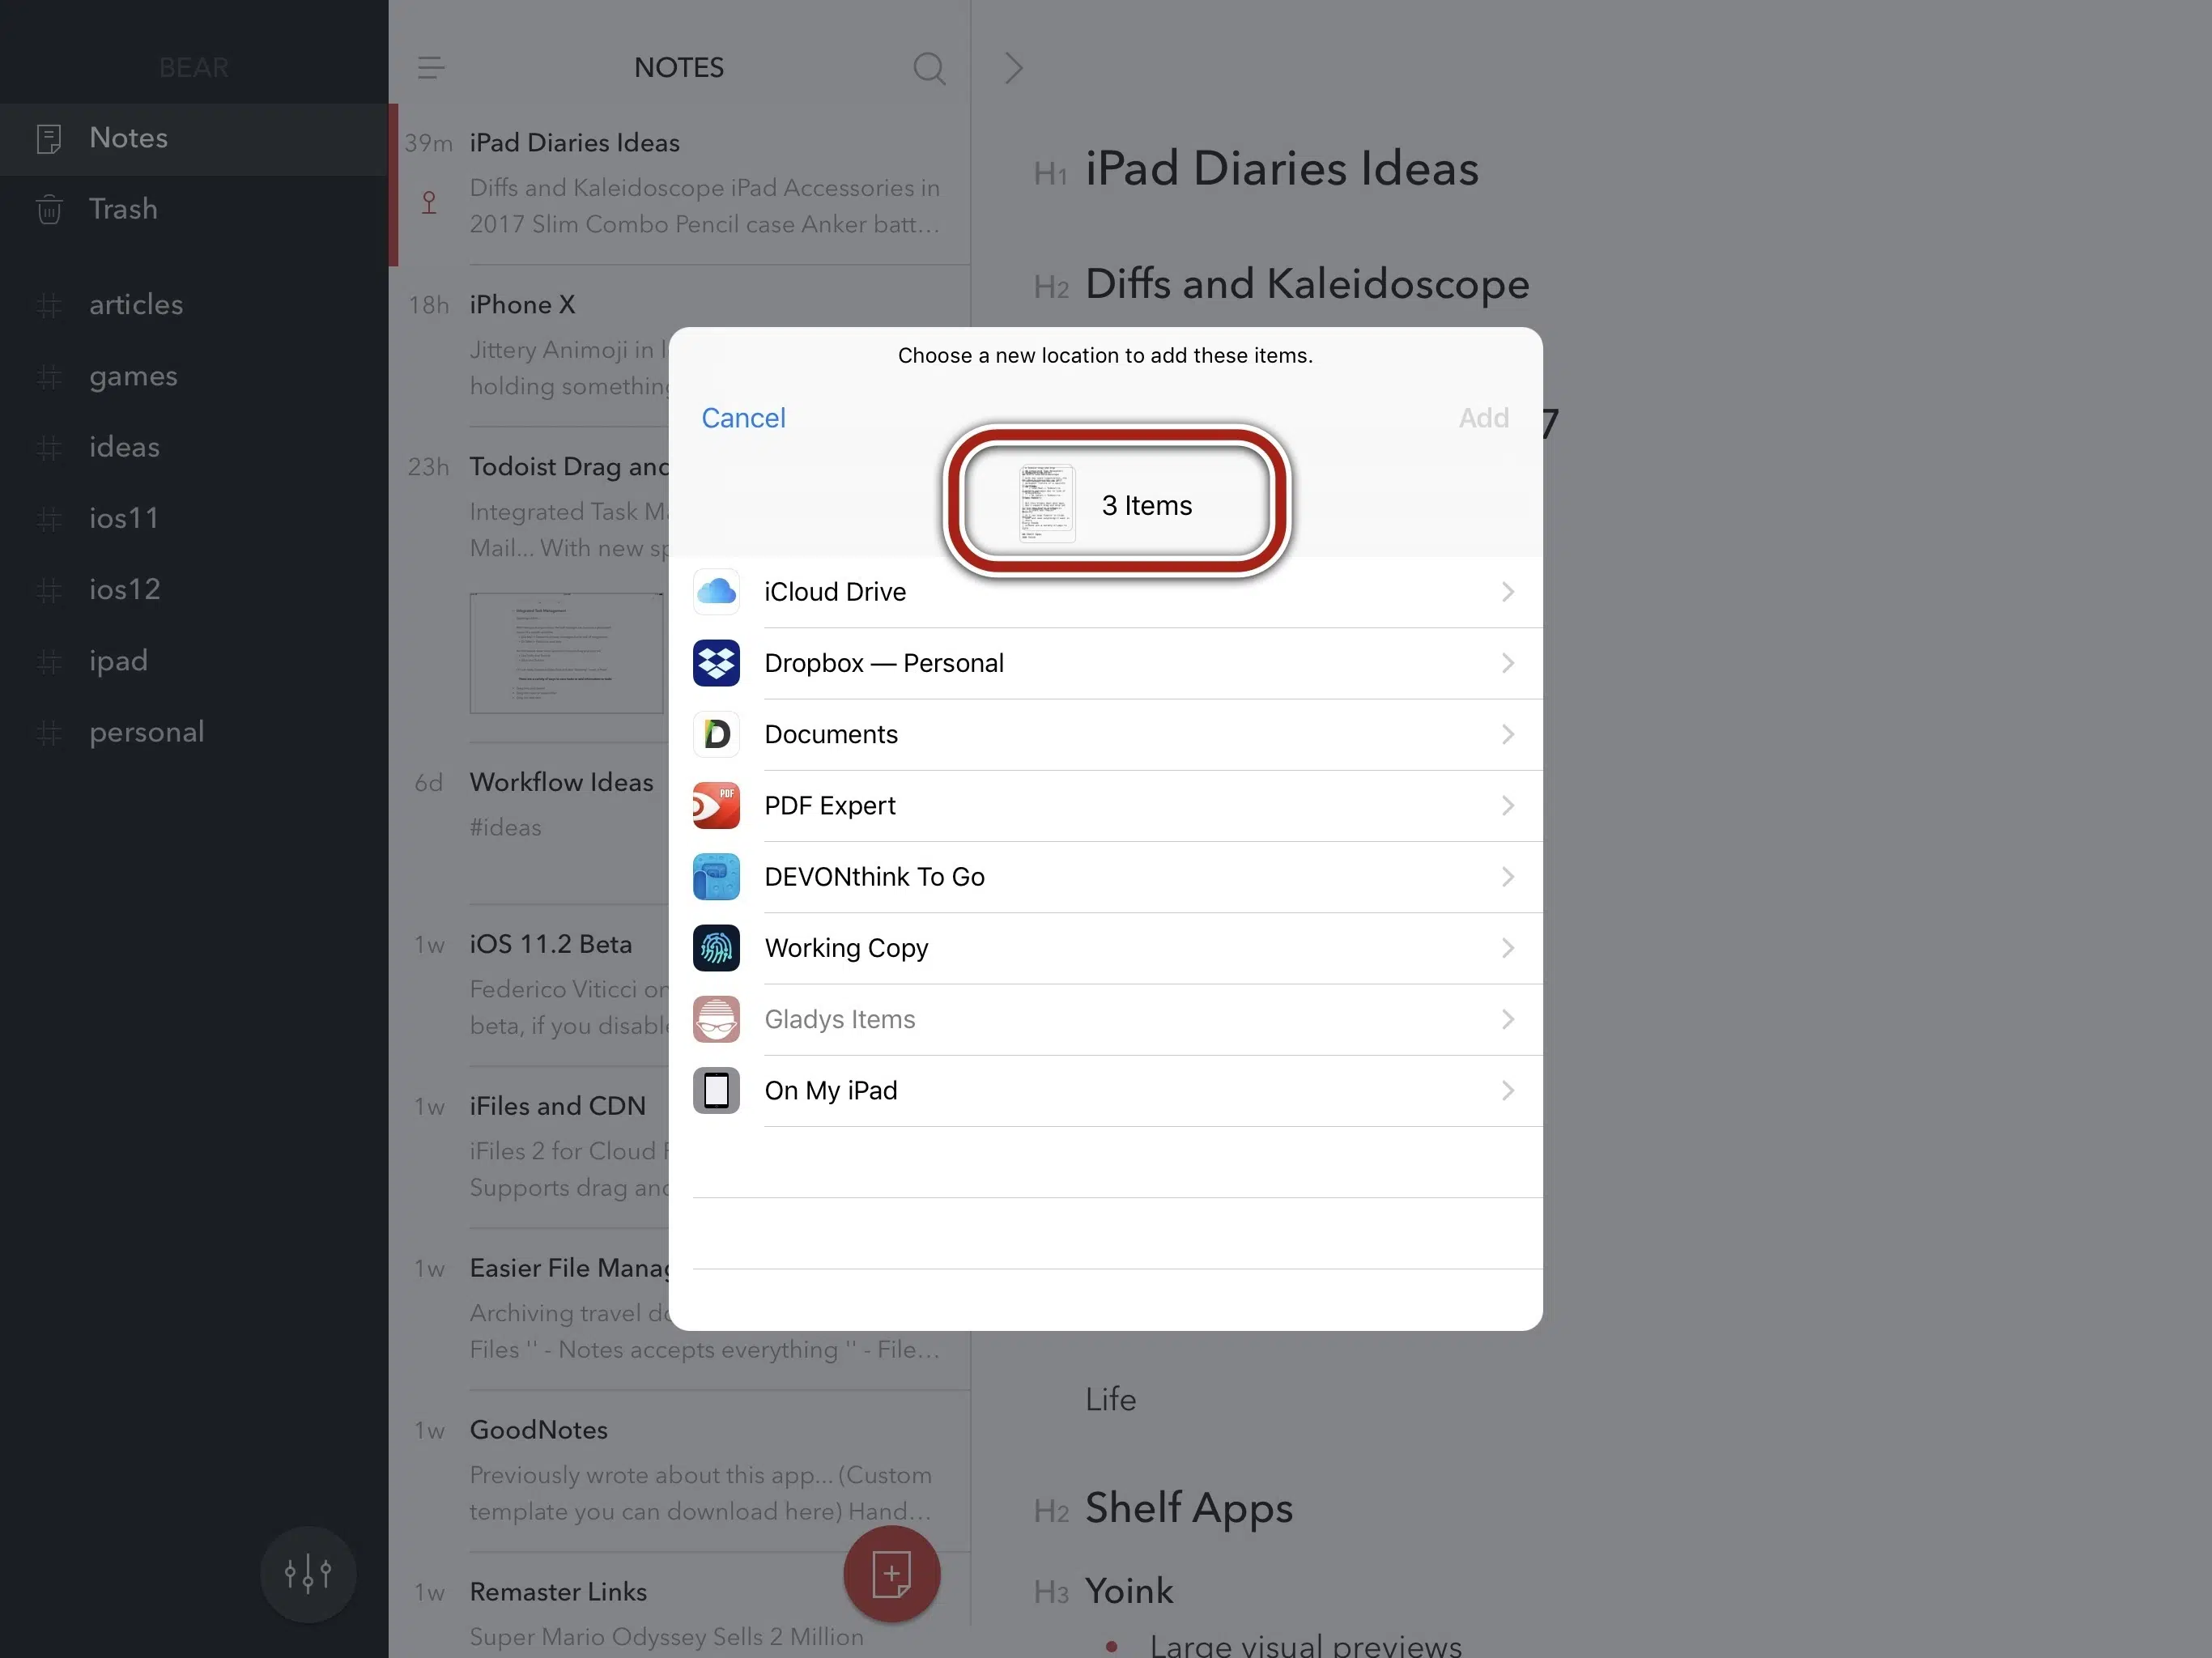 BEAR
Notes
Trash
articles
games
ideas
ios11
ios12
ipad
personal
NOTES
39m iPad Diaries Ideas
Diffs and Kaleidoscope iPad Accessories in
2017 Slim Combo Pencil case Anker batt...
18h iPhone X
Jittery Animoji in
holding something
23h Todoist Drag and
Integrated Task
Mail... With new
6d Workflow Ideas
#ideas
1w iOS 11.2 Beta
Federico Viticci on
beta, if you
1w iFiles and CDN
iFiles 2 for Cloud
Supports drag and
1w Easier File
Archiving travel
Files '' - Notes accepts everything '' - File...
1w GoodNotes
Previously wrote about this app... (Custom
template you can download here) Hand...
1w Remaster Links
Super Mario Odyssey Sells 2 Million
H1 iPad Diaries Ideas
H2 Diffs and Kaleidoscope
7
Choose a new location to add these items.
Cancel
Add
3 Items
iCloud Drive
Dropbox — Personal
Documents
PDF
PDF Expert
DEVONthink To Go
Working Copy
Gladys Items
On My iPad
Life
H2 Shelf Apps
H3 Yoink
• Large visual previews